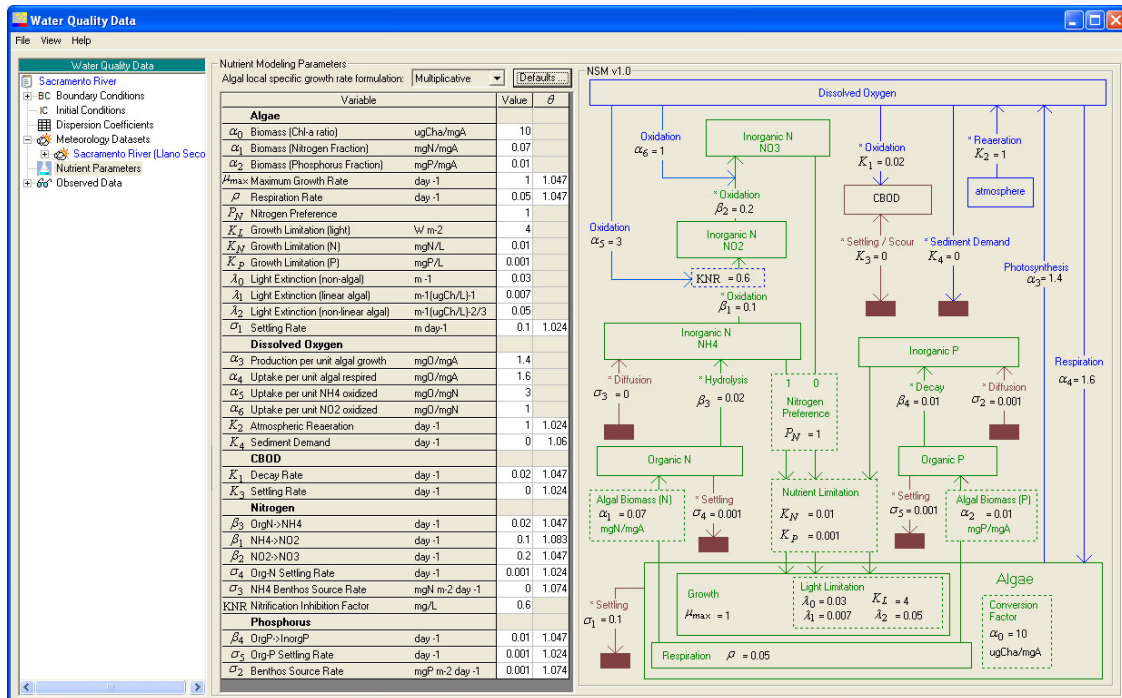 Water Quality Data
File View Help
Water Quality Data
Sacramento River
BC Boundary Conditions
IC Initial Conditions
Dispersion Coefficients
Meteorology Datasets
Sacramento River (Llano Seco
Nutrient Parameters
Observed Data
Nutrient Modeling Parameters
Algal local specific growth rate formulation: Multiplicative Defaults ...
Variable Value θ
Algae
α0 Biomass (Chl-a ratio) ugCha/mgA 10
α1 Biomass (Nitrogen Fraction) mgN/mgA 0.07
α2 Biomass (Phosphorus Fraction) mgP/mgA 0.01
μmax Maximum Growth Rate day -1 1 1.047
ρ Respiration Rate day -1 0.05 1.047
PN Nitrogen Preference 1
KL Growth Limitation (light) W m-2 4
KN Growth Limitation (N) mgN/L 0.01
KP Growth Limitation (P) mgP/L 0.001
λ0 Light Extinction (non-algal) m -1 0.03
λ1 Light Extinction (linear algal) m-1(ugCh/L)-1 0.007
λ2 Light Extinction (non-linear algal) m-1(ugCh/L)-2/3 0.05
σ1 Settling Rate m day-1 0.1 1.024
Dissolved Oxygen
α3 Production per unit algal growth mgO/mgA 1.4
α4 Uptake per unit algal respired mgO/mgA 1.6
α5 Uptake per unit NH4 oxidized mgO/mgN 3
α6 Uptake per unit NO2 oxidized mgO/mgN 1
K2 Atmospheric Reaeration day -1 1 1.024
K4 Sediment Demand day -1 0 1.06
CBOD
K1 Decay Rate day -1 0.02 1.047
K3 Settling Rate day -1 0 1.024
Nitrogen
β3 OrgN->NH4 day -1 0.02 1.047
β1 NH4->NO2 day -1 0.1 1.083
β2 NO2->NO3 day -1 0.2 1.047
σ4 Org-N Settling Rate day -1 0.001 1.024
σ3 NH4 Benthos Source Rate mgN m-2 day -1 0 1.074
KNR Nitrification Inhibition Factor mg/L 0.6
Phosphorus
β4 OrgP->InorgP day -1 0.01 1.047
σ5 Org-P Settling Rate day -1 0.001 1.024
σ2 Benthos Source Rate mgP m-2 day -1 0.001 1.074
NSM v1.0
Dissolved Oxygen
Oxidation
α6 = 1
Inorganic N
NO3
* Oxidation
K1 = 0.02
* Reaeration
K2 = 1
CBOD
atmosphere
* Oxidation
β2 = 0.2
Oxidation
α5 = 3
Inorganic N
NO2
* Settling / Scour
K3 = 0
* Sediment Demand
K4 = 0
Photosynthesis
α3 = 1.4
KNR = 0.6
* Oxidation
β1 = 0.1
Inorganic N
NH4
Inorganic P
Respiration
α4 = 1.6
* Diffusion
σ3 = 0
* Hydrolysis
β3 = 0.02
1 0
Nitrogen
Preference
PN = 1
* Decay
β4 = 0.01
* Diffusion
σ2 = 0.001
Organic N
Organic P
Algal Biomass (N)
α1 = 0.07
mgN/mgA
* Settling
σ4 = 0.001
Nutrient Limitation
KN = 0.01
KP = 0.001
* Settling
σ5 = 0.001
Algal Biomass (P)
α2 = 0.01
mgP/mgA
Algae
* Settling
σ1 = 0.1
Growth
μmax = 1
Light Limitation
λ0 = 0.03 KL = 4
λ1 = 0.007 λ2 = 0.05
Conversion
Factor
α0 = 10
ugCha/mgA
Respiration ρ = 0.05